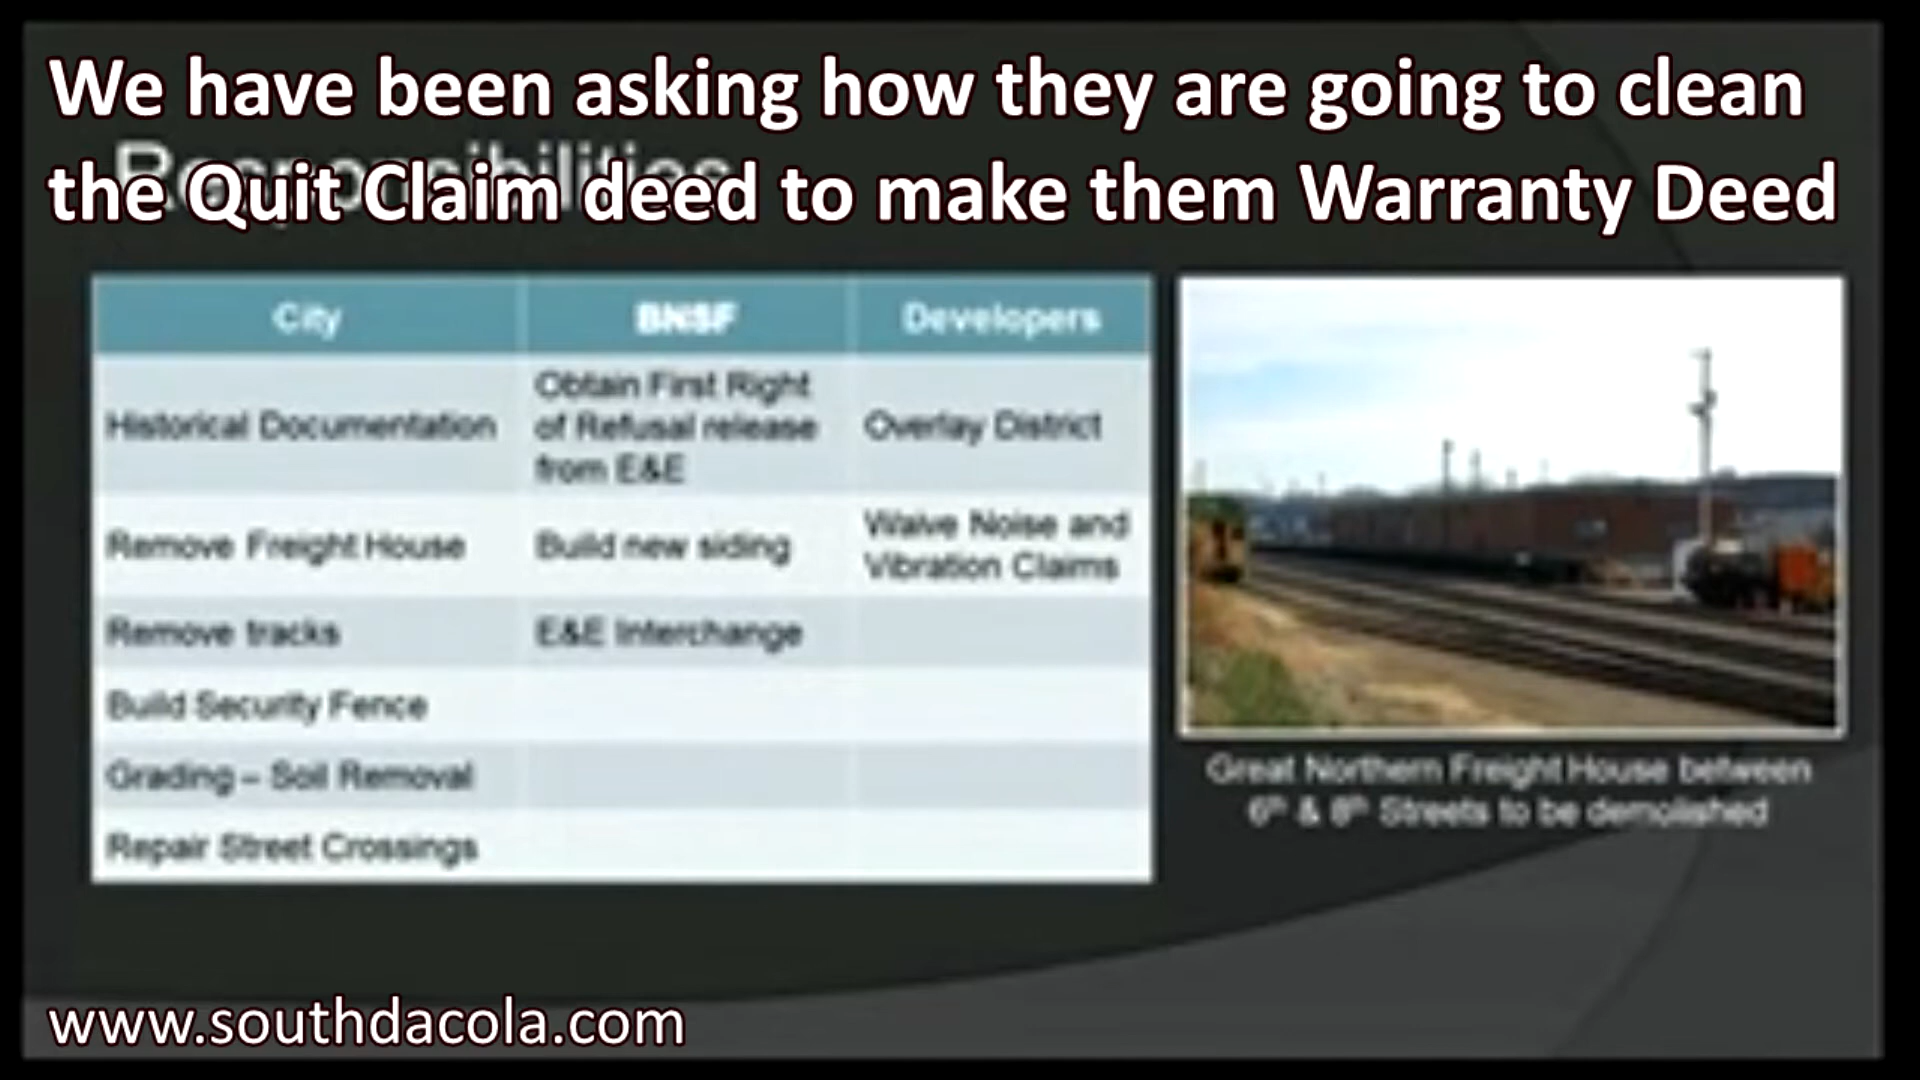 We have been asking how they are going to clean
the Quit Claim deed to make them Warranty Deed
Responsibilities
City
BNSF
Developers
Historical Documentation
Obtain First Right
of Refusal release
from E&E
Overlay District
Remove Freight House
Build new siding
Waive Noise and
Vibration Claims
Remove tracks
E&E Interchange
Build Security Fence
Grading – Soil Removal
Repair Street Crossings
Great Northern Freight House between
6th & 8th Streets to be demolished
www.southdacola.com